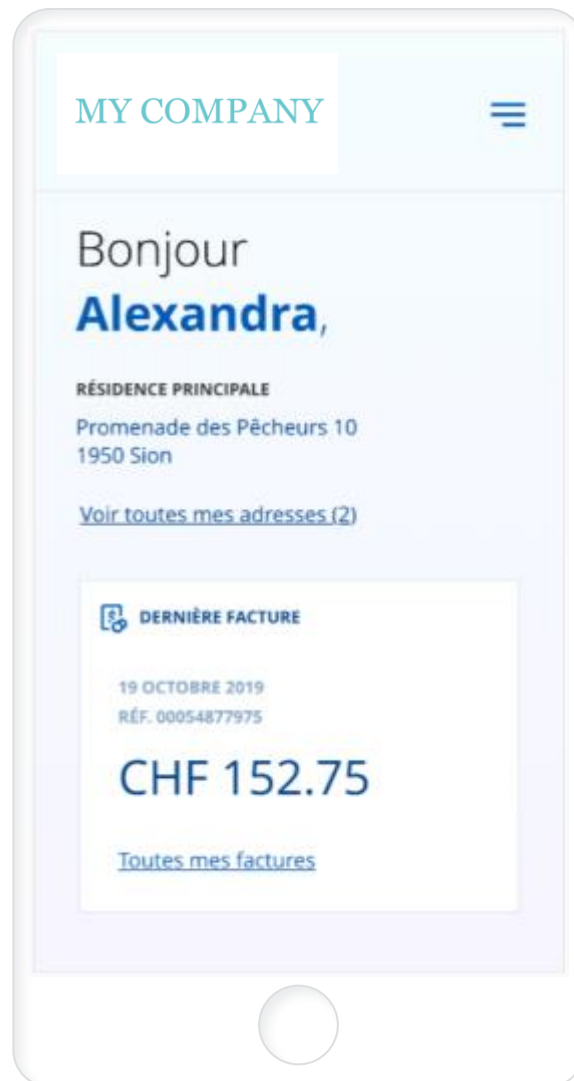 MY COMPANY
Bonjour
Alexandra,
RÉSIDENCE PRINCIPALE
Promenade des Pêcheurs 10
1950 Sion
Voir toutes mes adresses (2)
DERNIÈRE FACTURE
19 OCTOBRE 2019
RÉF. 00054877975
CHF 152.75
Toutes mes factures